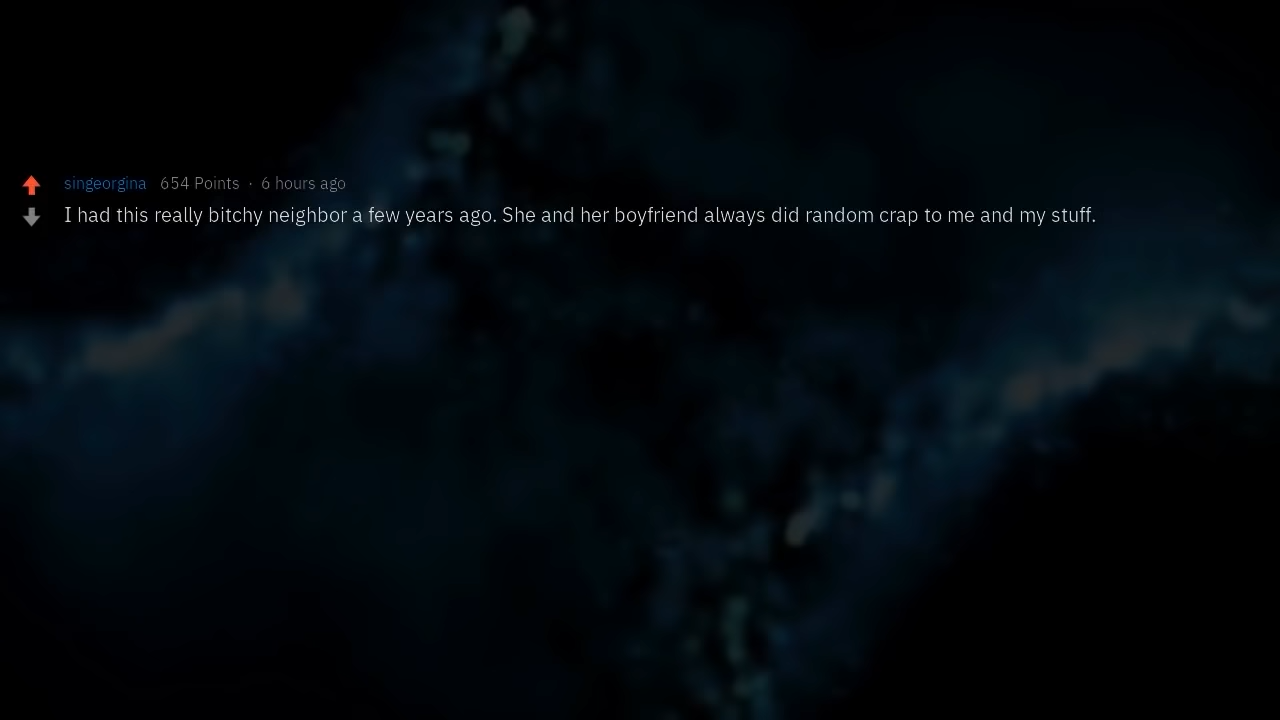 singeorgina 654 Points · 6 hours ago
I had this really bitchy neighbor a few years ago. She and her boyfriend always did random crap to me and my stuff.